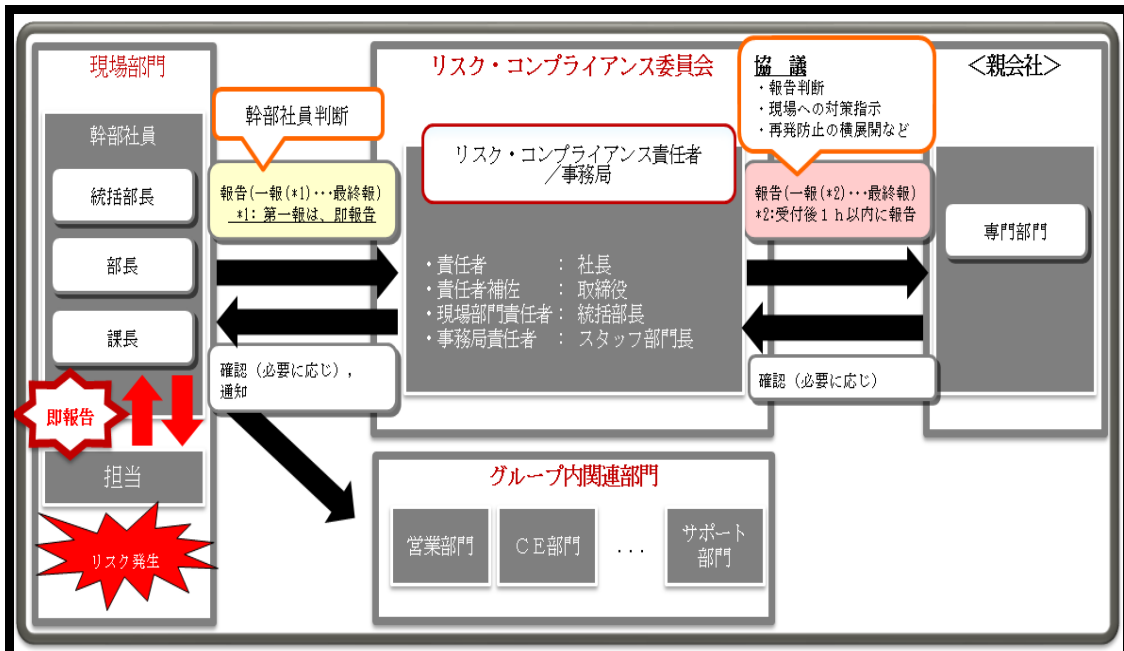 現場部門
幹部社員
統括部長
部長
課長
即報告
担当
リスク発生
幹部社員判断
報告(一報(*1)･･･最終報)
*1: 第一報は、即報告
確認（必要に応じ），
通知
リスク・コンプライアンス委員会
リスク・コンプライアンス責任者
／事務局
・責任者　　　　： 社長
・責任者補佐　　： 取締役
・現場部門責任者： 統括部長
・事務局責任者　： スタッフ部門長
協 議
・報告判断
・現場への対策指示
・再発防止の横展開など
報告(一報(*2)･･･最終報)
*2:受付後１ｈ以内に報告
確認（必要に応じ）
＜親会社＞
専門部門
グループ内関連部門
営業部門
ＣＥ部門
...
サポート
部門